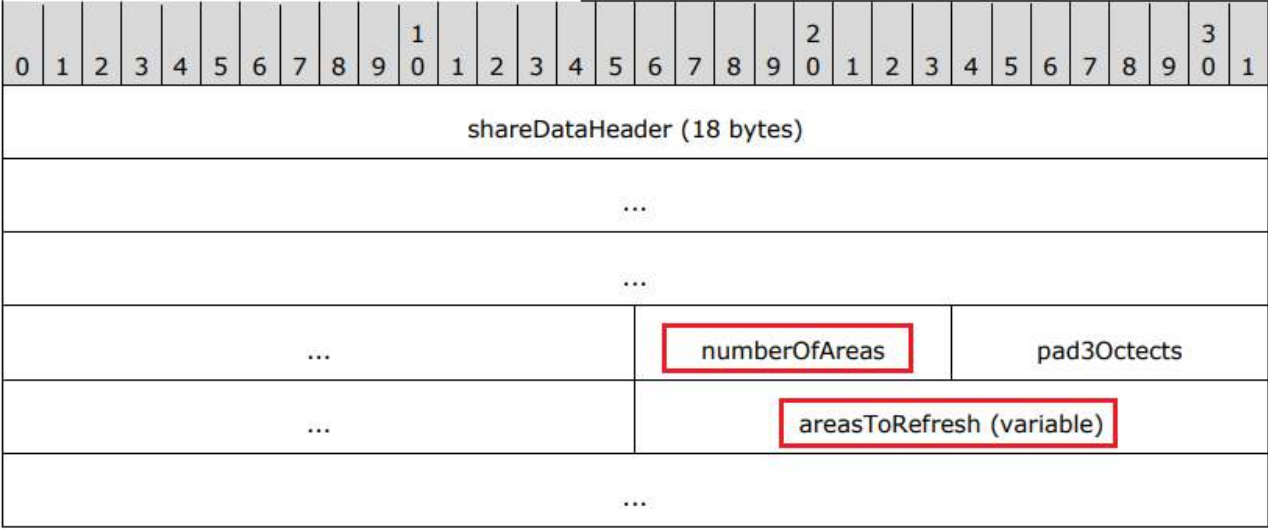 1 2 3
0 1 2 3 4 5 6 7 8 9 0 1 2 3 4 5 6 7 8 9 0 1 2 3 4 5 6 7 8 9 0 1
shareDataHeader (18 bytes)
...
...
... numberOfAreas pad3Octects
... areasToRefresh (variable)
...